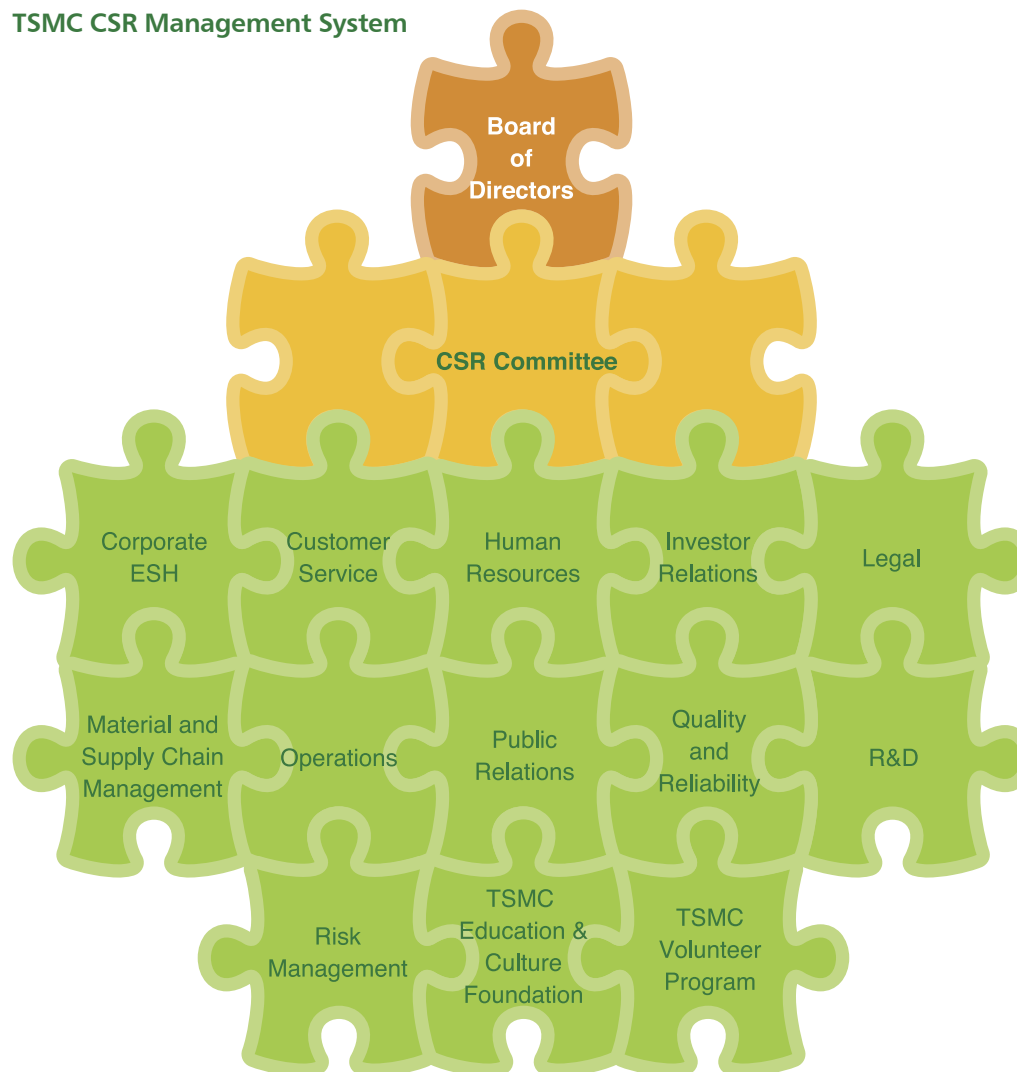 TSMC CSR Management System
Board
of
Directors
CSR Committee
Corporate
ESH
Customer
Service
Human
Resources
Investor
Relations
Legal
Material and
Supply Chain
Management
Operations
Public
Relations
Quality
and
Reliability
R&D
Risk
Management
TSMC
Education &
Culture
Foundation
TSMC
Volunteer
Program